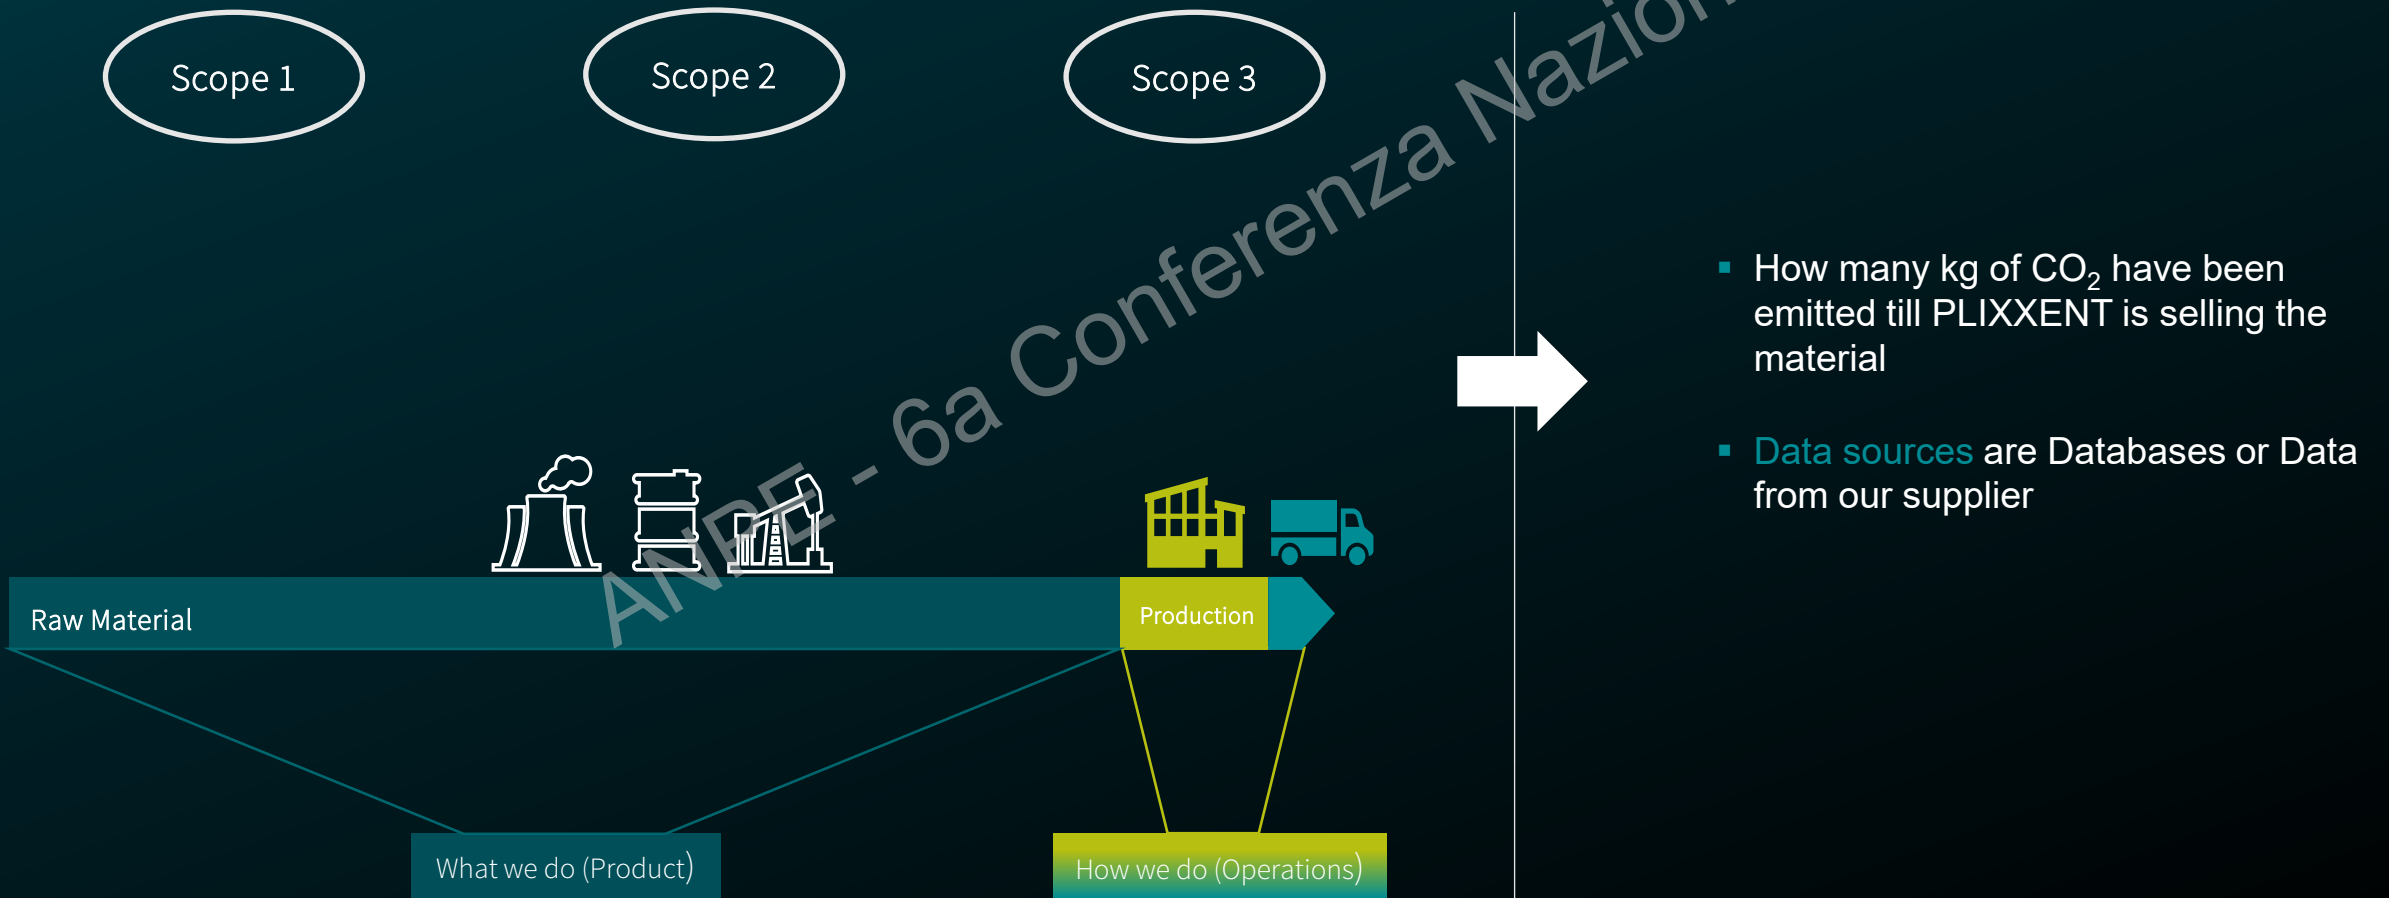 Scope 1
Scope 2
Scope 3
ANPE - 6a Conferenza Nazion
How many kg of CO₂ have been
emitted till PLIXXENT is selling the
material
Data sources are Databases or Data
from our supplier
Raw Material
Production
What we do (Product)
How we do (Operations)